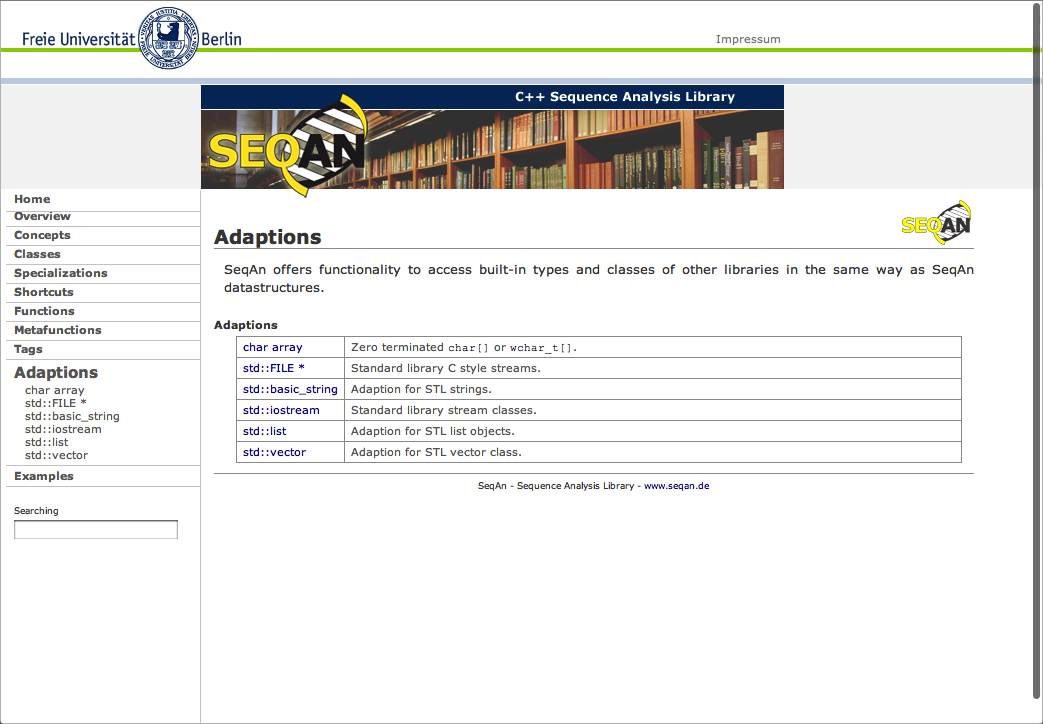 Freie Universität Berlin
Impressum
C++ Sequence Analysis Library
SEQAN
Home
Overview
Concepts
Classes
Specializations
Shortcuts
Functions
Metafunctions
Tags
Adaptions
char array
std::FILE *
std::basic_string
std::iostream
std::list
std::vector
Examples
Searching
SEQAN
Adaptions
SeqAn offers functionality to access built-in types and classes of other libraries in the same way as SeqAn
datastructures.
Adaptions
char array Zero terminated char[] or wchar_t[].
std::FILE * Standard library C style streams.
std::basic_string Adaption for STL strings.
std::iostream Standard library stream classes.
std::list Adaption for STL list objects.
std::vector Adaption for STL vector class.
SeqAn - Sequence Analysis Library - www.seqan.de